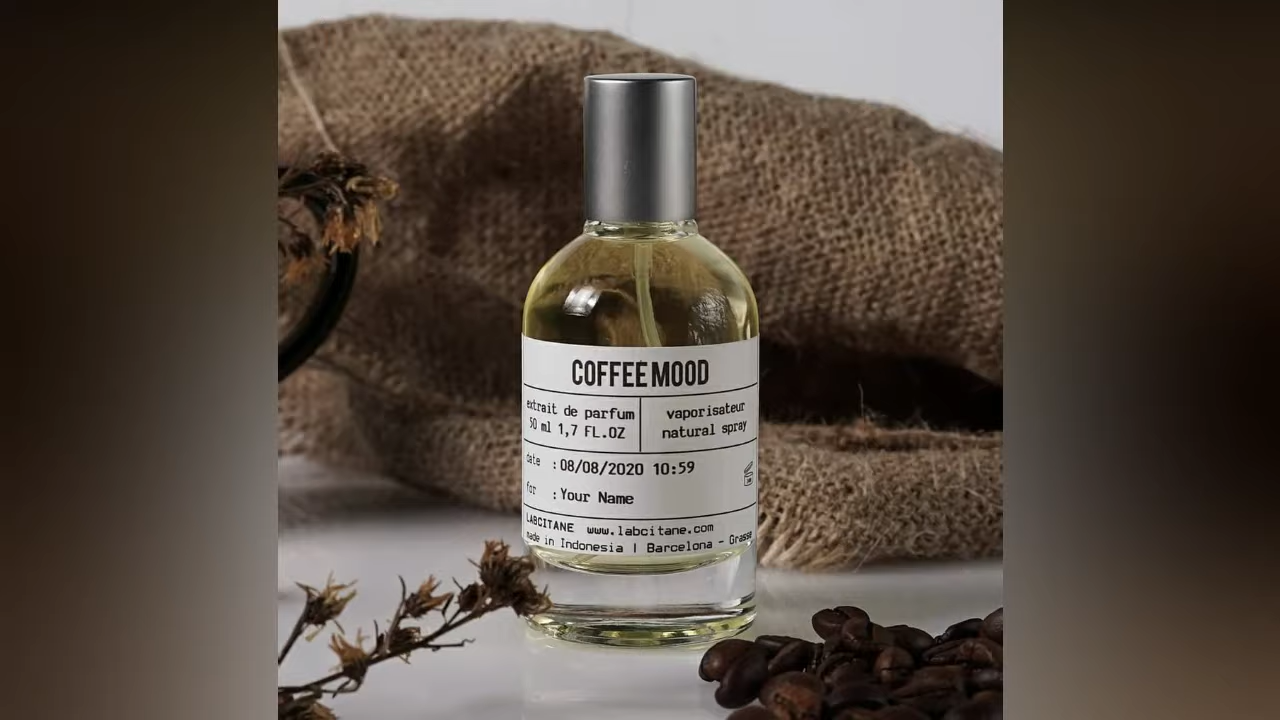 COFFEE MOOD
extrait de parfum
50 ml 1,7 FL.OZ
vaporisateur
natural spray
date : 08/08/2020 10:59
for : Your Name
LABCITANE www.labcitane.com
made in Indonesia | Barcelona - Grasse